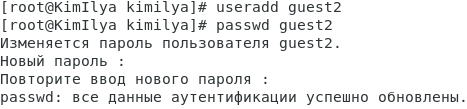 [root@KimIlya kimilya]# useradd guest2
[root@KimIlya kimilya]# passwd guest2
Изменяется пароль пользователя guest2.
Новый пароль :
Повторите ввод нового пароля :
passwd: все данные аутентификации успешно обновлены.